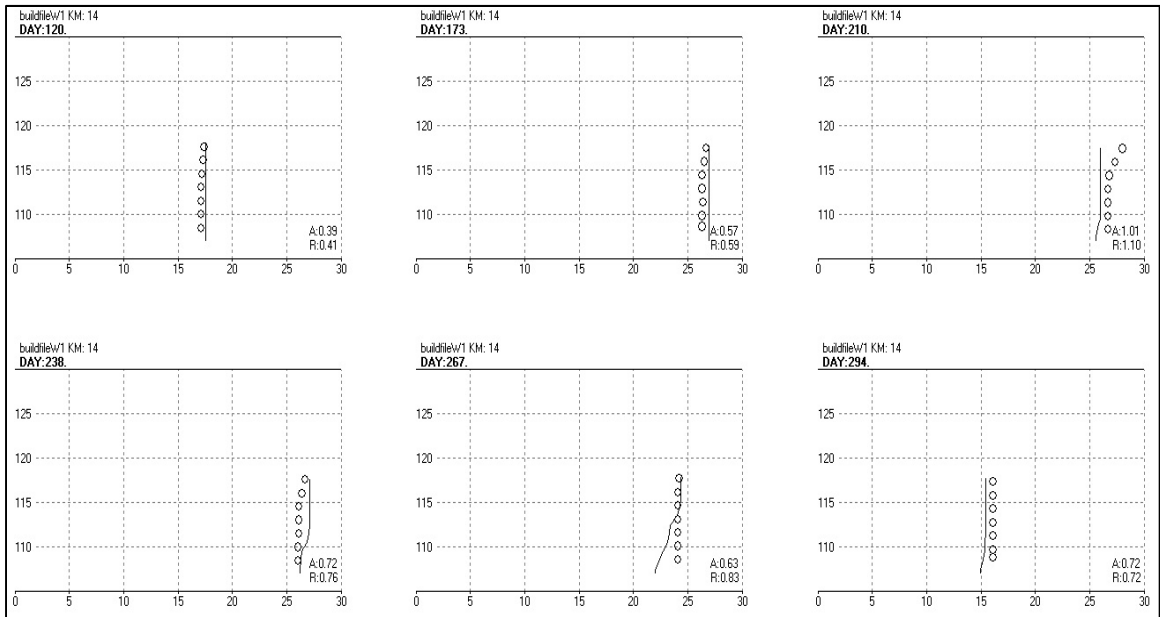 buildfileW1 KM: 14
DAY:120.
125
120
115
110
A:0.39
R:0.41
0 5 10 15 20 25 30
buildfileW1 KM: 14
DAY:173.
125
120
115
110
A:0.57
R:0.59
0 5 10 15 20 25 30
buildfileW1 KM: 14
DAY:210.
125
120
115
110
A:1.01
R:1.10
0 5 10 15 20 25 30
buildfileW1 KM: 14
DAY:238.
125
120
115
110
A:0.72
R:0.76
0 5 10 15 20 25 30
buildfileW1 KM: 14
DAY:267.
125
120
115
110
A:0.63
R:0.83
0 5 10 15 20 25 30
buildfileW1 KM: 14
DAY:294.
125
120
115
110
A:0.72
R:0.72
0 5 10 15 20 25 30